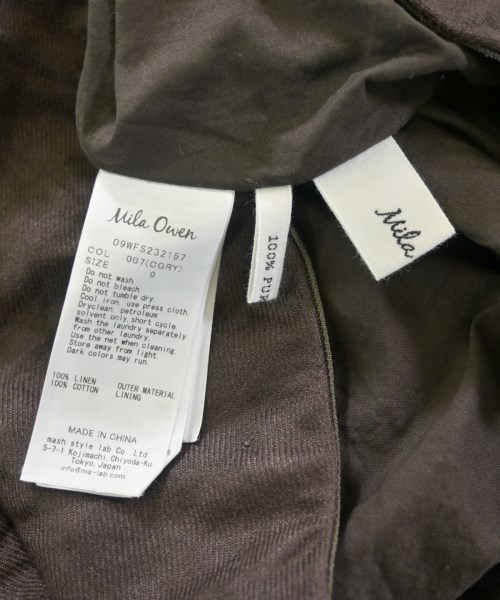 Mila Owen
09WFS232157
COL 007(CGRY)
SIZE 0
Do not wash.
Do not bleach.
Do not tumble dry.
Cool iron, use press cloth.
Dryclean, petroleum
solvent only, short cycle.
Wash the laundry separately
from other laundry.
Use the net when cleaning.
Store away from light.
Dark colors may run.
100% LINEN OUTER MATERIAL
100% COTTON LINING
MADE IN CHINA
mash style lab Co.,Ltd.
5-7-1 Kojimachi, Chiyoda-Ku
Tokyo, Japan
info@ms-lab.com
100% PU
Mila